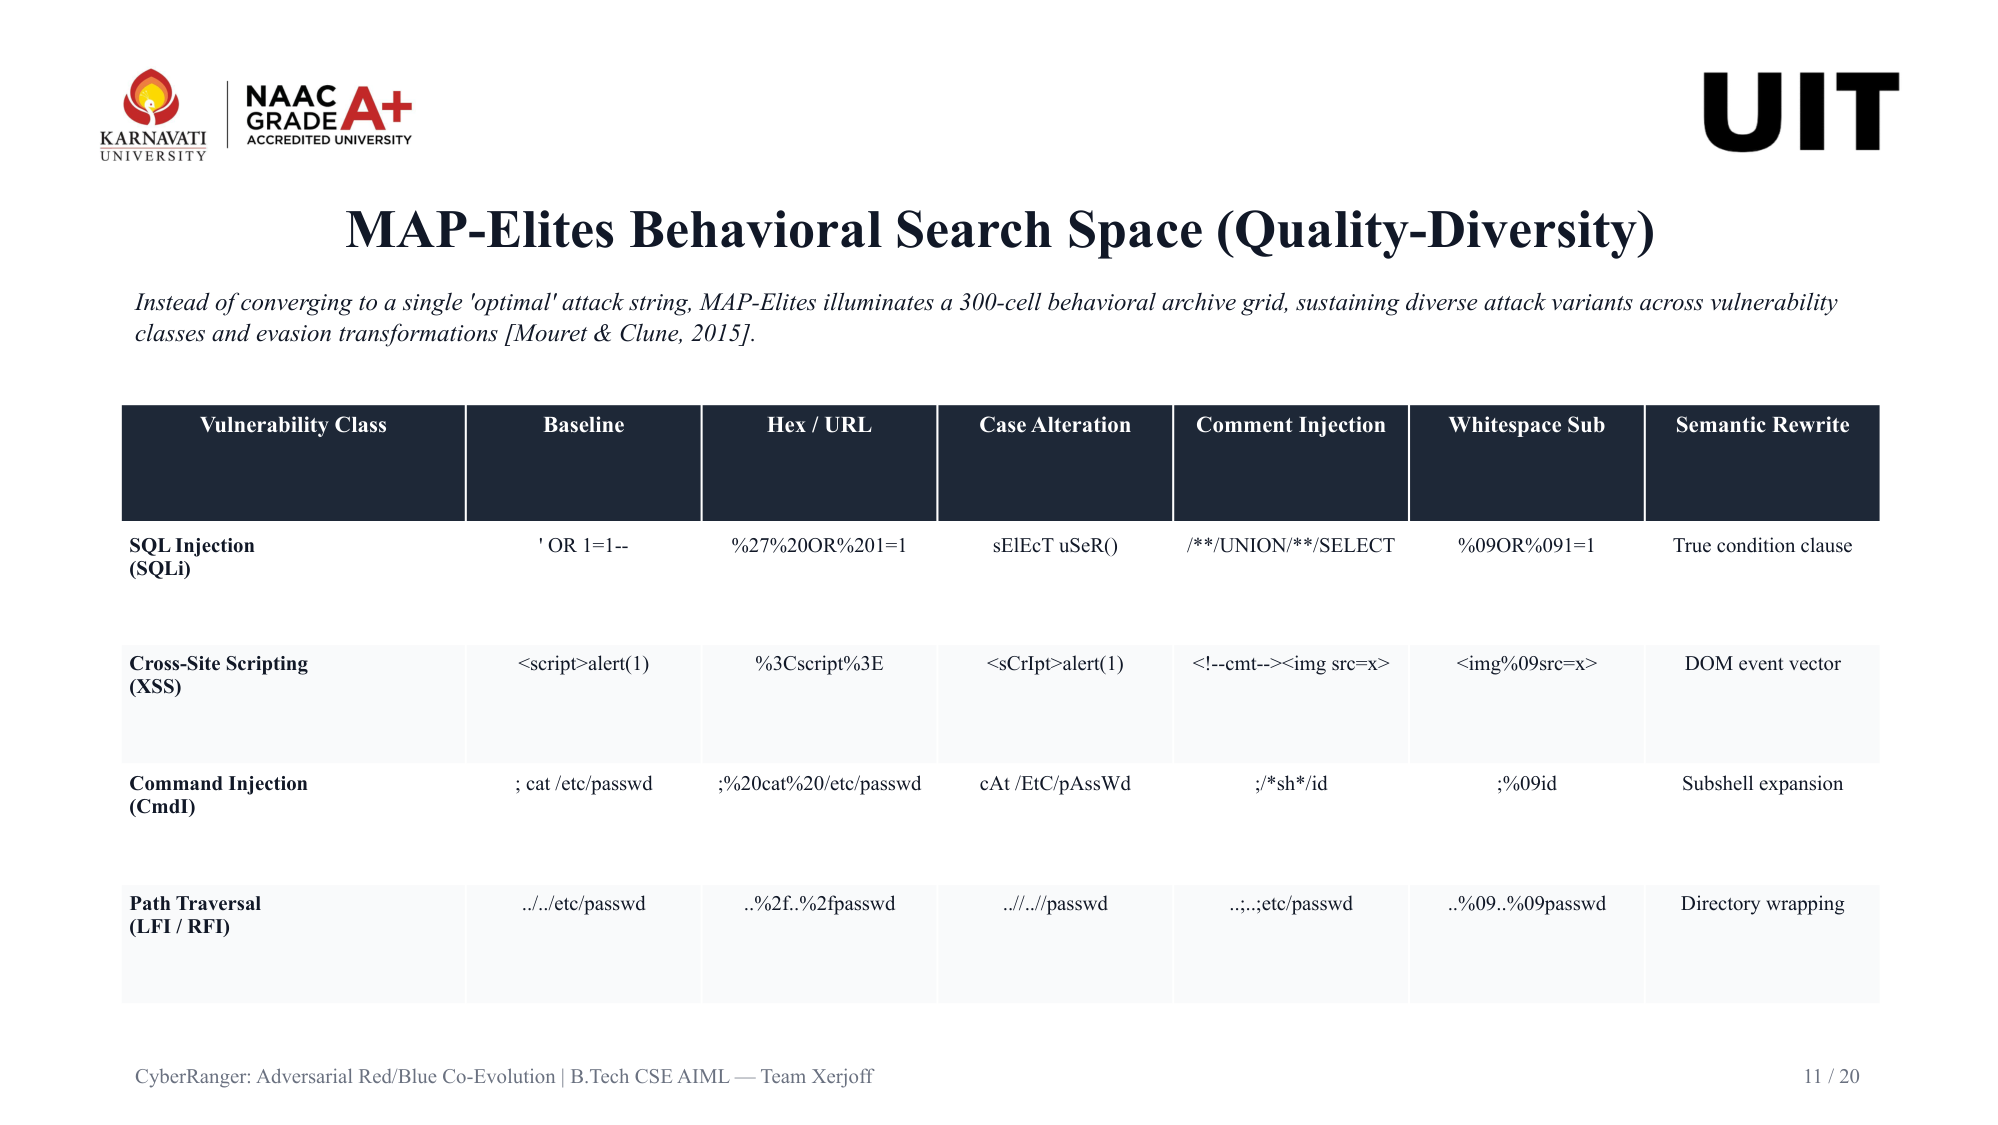 KARNAVATI
UNIVERSITY
NAAC
GRADE A+
ACCREDITED UNIVERSITY
UIT
MAP-Elites Behavioral Search Space (Quality-Diversity)
Instead of converging to a single 'optimal' attack string, MAP-Elites illuminates a 300-cell behavioral archive grid, sustaining diverse attack variants across vulnerability
classes and evasion transformations [Mouret & Clune, 2015].
Vulnerability Class Baseline Hex / URL Case Alteration Comment Injection Whitespace Sub Semantic Rewrite
SQL Injection ' OR 1=1-- %27%20OR%201=1 sElEcT uSeR() /**/UNION/**/SELECT %09OR%091=1 True condition clause
(SQLi)
Cross-Site Scripting <script>alert(1) %3Cscript%3E <sCrIpt>alert(1) <!--cmt--><img src=x> <img%09src=x> DOM event vector
(XSS)
Command Injection ; cat /etc/passwd ;%20cat%20/etc/passwd cAt /EtC/pAssWd ;/*sh*/id ;%09id Subshell expansion
(CmdI)
Path Traversal ../../etc/passwd ..%2f..%2fpasswd ..//..//passwd ..;..;etc/passwd ..%09..%09passwd Directory wrapping
(LFI / RFI)
CyberRanger: Adversarial Red/Blue Co-Evolution | B.Tech CSE AIML — Team Xerjoff
11 / 20